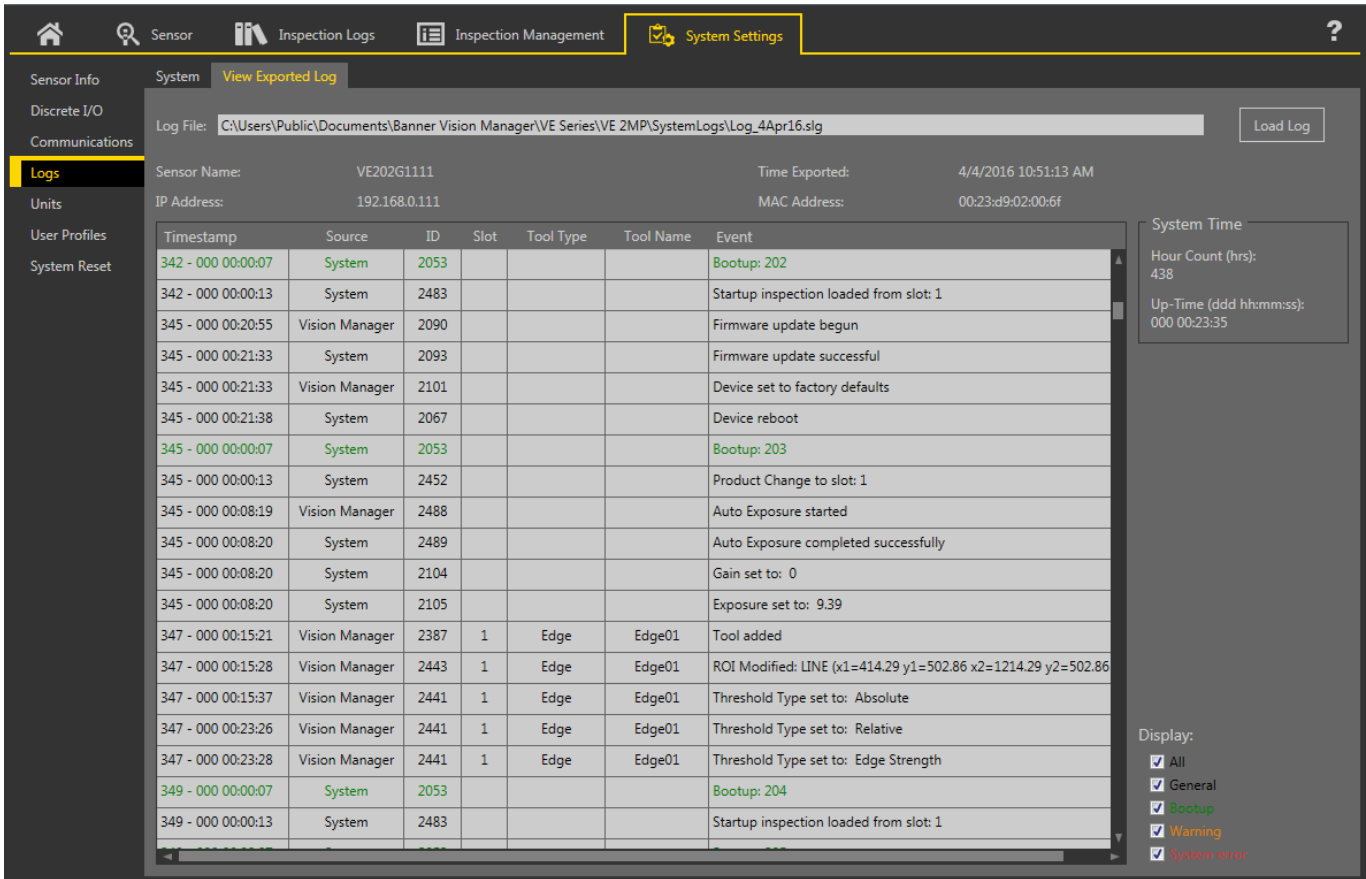 Sensor Inspection Logs Inspection Management System Settings ?
Sensor Info
Discrete I/O
Communications
Logs
Units
User Profiles
System Reset
System View Exported Log
Log File: C:\Users\Public\Documents\Banner Vision Manager\VE Series\VE 2MP\SystemLogs\Log_4Apr16.slg Load Log
Sensor Name: VE202G1111 Time Exported: 4/4/2016 10:51:13 AM
IP Address: 192.168.0.111 MAC Address: 00:23:d9:02:00:6f
Timestamp Source ID Slot Tool Type Tool Name Event
342 - 000 00:00:07 System 2053 Bootup: 202
342 - 000 00:00:13 System 2483 Startup inspection loaded from slot: 1
345 - 000 00:20:55 Vision Manager 2090 Firmware update begun
345 - 000 00:21:33 System 2093 Firmware update successful
345 - 000 00:21:33 Vision Manager 2101 Device set to factory defaults
345 - 000 00:21:38 System 2067 Device reboot
345 - 000 00:00:07 System 2053 Bootup: 203
345 - 000 00:00:13 System 2452 Product Change to slot: 1
345 - 000 00:08:19 Vision Manager 2488 Auto Exposure started
345 - 000 00:08:20 System 2489 Auto Exposure completed successfully
345 - 000 00:08:20 System 2104 Gain set to: 0
345 - 000 00:08:20 System 2105 Exposure set to: 9.39
347 - 000 00:15:21 Vision Manager 2387 1 Edge Edge01 Tool added
347 - 000 00:15:28 Vision Manager 2443 1 Edge Edge01 ROI Modified: LINE (x1=414.29 y1=502.86 x2=1214.29 y2=502.86
347 - 000 00:15:37 Vision Manager 2441 1 Edge Edge01 Threshold Type set to: Absolute
347 - 000 00:23:26 Vision Manager 2441 1 Edge Edge01 Threshold Type set to: Relative
347 - 000 00:23:28 Vision Manager 2441 1 Edge Edge01 Threshold Type set to: Edge Strength
349 - 000 00:00:07 System 2053 Bootup: 204
349 - 000 00:00:13 System 2483 Startup inspection loaded from slot: 1
System Time
Hour Count (hrs):
438
Up-Time (ddd hh:mm:ss):
000 00:23:35
Display:
All
General
Bootup
Warning
System error